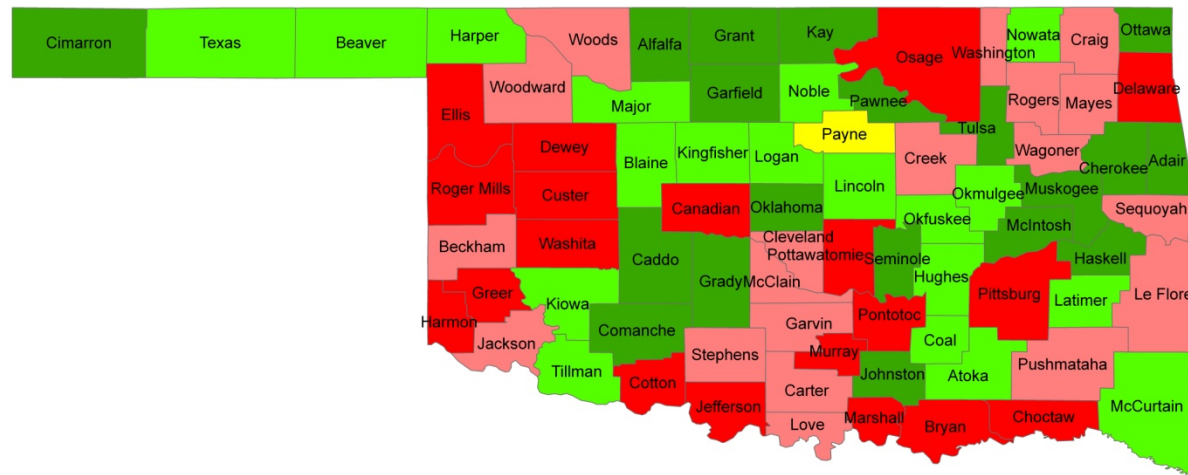 Cimarron
Texas
Beaver
Harper
Woods
Alfalfa
Grant
Kay
Osage
Washington
Nowata
Craig
Ottawa
Woodward
Ellis
Major
Garfield
Noble
Pawnee
Rogers
Mayes
Delaware
Tulsa
Payne
Dewey
Blaine
Kingfisher
Logan
Creek
Wagoner
Cherokee
Adair
Roger Mills
Custer
Canadian
Oklahoma
Lincoln
Okmulgee
Muskogee
Okfuskee
Sequoyah
McIntosh
Beckham
Washita
Caddo
Grady
Cleveland
Pottawatomie
McClain
Seminole
Hughes
Haskell
Pittsburg
Latimer
Le Flore
Greer
Kiowa
Harmon
Jackson
Comanche
Garvin
Pontotoc
Coal
Stephens
Murray
Johnston
Atoka
Pushmataha
Tillman
Cotton
Carter
McCurtain
Jefferson
Love
Marshall
Bryan
Choctaw